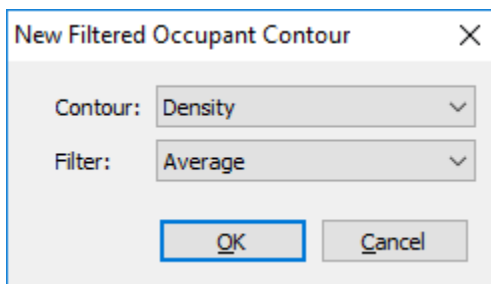 New Filtered Occupant Contour
Contour: Density
Filter: Average
OK Cancel